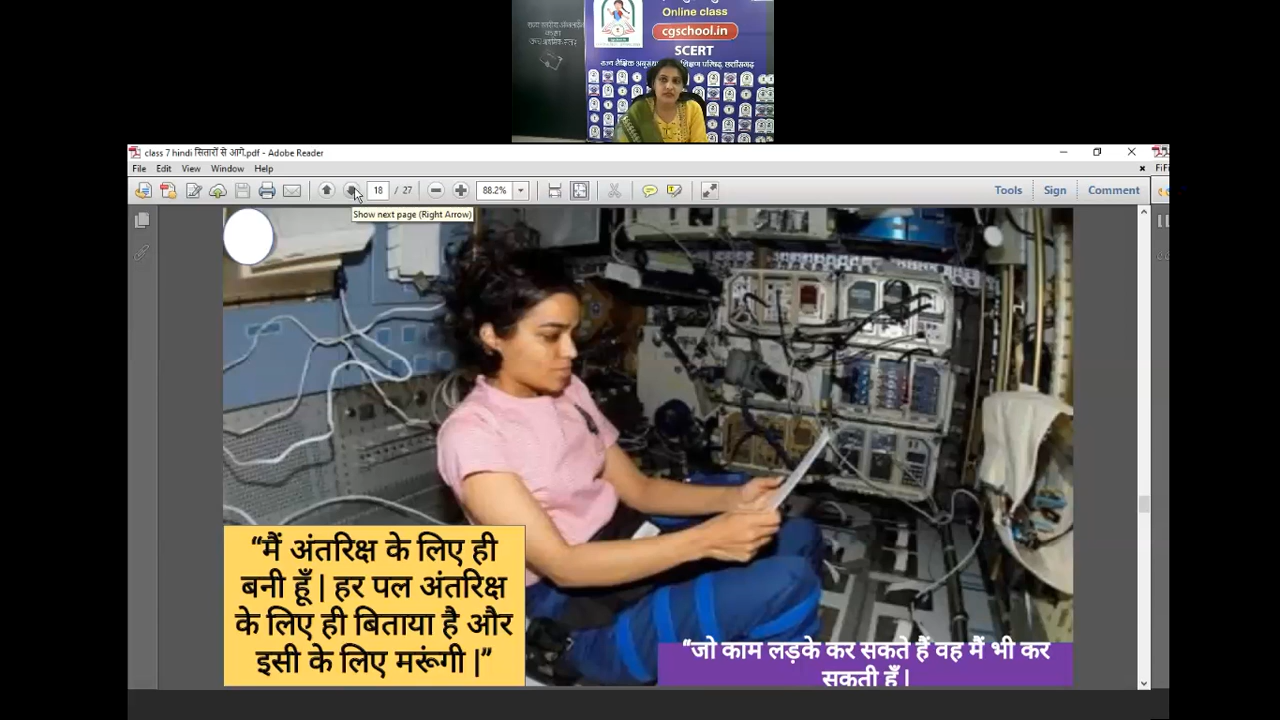 Online class
cgschool.in
SCERT
class 7 hindi सितारों से आगे.pdf - Adobe Reader
File Edit View Window Help
18 / 27 88.2% Tools Sign Comment
Show next page (Right Arrow)
“मैं अंतरिक्ष के लिए ही
बनी हूँ | हर पल अंतरिक्ष
के लिए ही बिताया है और
इसी के लिए मरूंगी |”
“जो काम लड़के कर सकते हैं वह मैं भी कर
सकती हूँ |